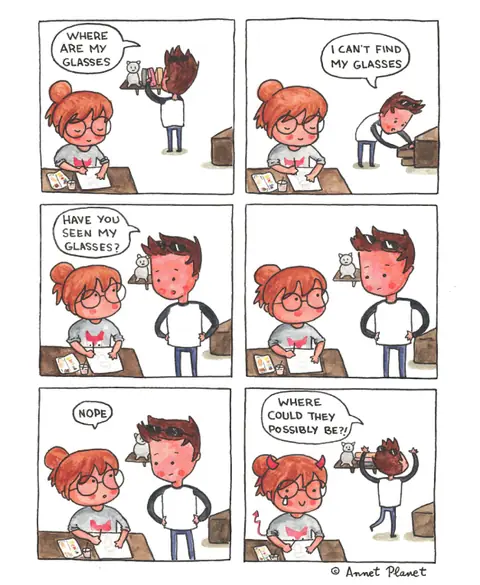 WHERE
ARE MY
GLASSES
I CAN'T FIND
MY GLASSES
HAVE YOU
SEEN MY
GLASSES?
NOPE
WHERE
COULD THEY
POSSIBLY BE?!
© Annet Planet